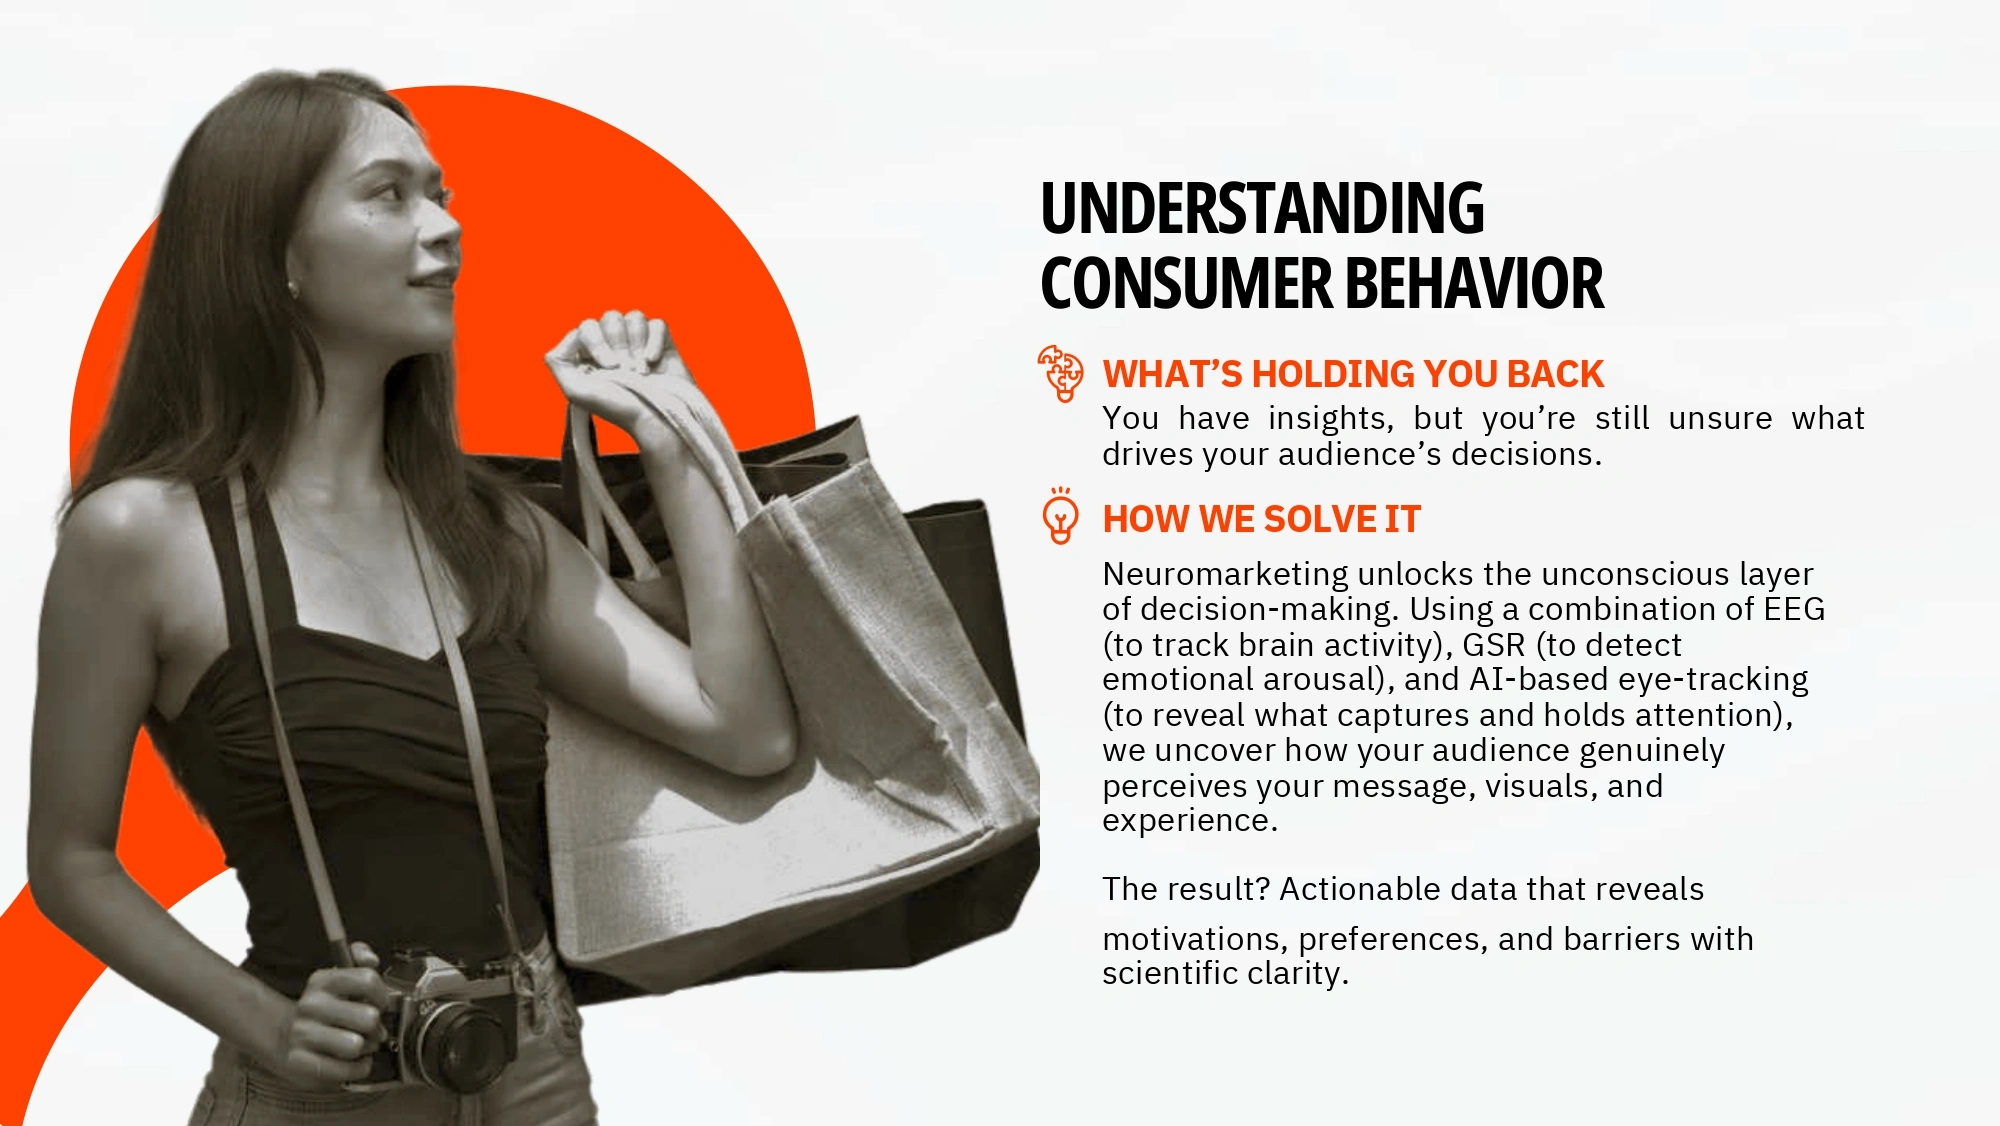 UNDERSTANDING
CONSUMER BEHAVIOR
WHAT’S HOLDING YOU BACK
You have insights, but you’re still unsure what
drives your audience’s decisions.
HOW WE SOLVE IT
Neuromarketing unlocks the unconscious layer
of decision-making. Using a combination of EEG
(to track brain activity), GSR (to detect
emotional arousal), and AI-based eye-tracking
(to reveal what captures and holds attention),
we uncover how your audience genuinely
perceives your message, visuals, and
experience.
The result? Actionable data that reveals
motivations, preferences, and barriers with
scientific clarity.